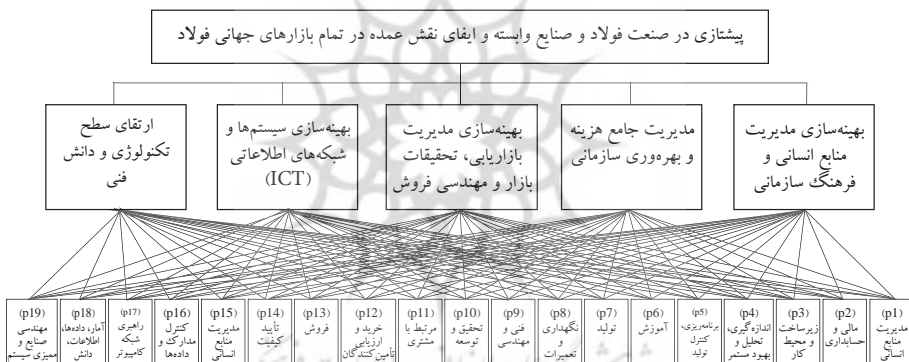 پیشتازی در صنعت فولاد و صنایع وابسته و ایفای نقش عمده در تمام بازارهای جهانی فولاد
بهینه‌سازی مدیریت
منابع انسانی و
فرهنگ سازمانی
مدیریت جامع هزینه
و بهره‌وری سازمانی
بهینه‌سازی مدیریت
بازاریابی، تحقیقات
بازار و مهندسی فروش
بهینه‌سازی سیستم‌ها و
شبکه‌های اطلاعاتی
(ICT)
ارتقای سطح
تکنولوژی و دانش
فنی
(p1)
مدیریت
منابع
انسانی
(p2)
مالی و
حسابداری
(p3)
زیرساخت
و محیط
کار
(p4)
اندازه‌گیری،
تحلیل و
بهبود مستمر
(p5)
برنامه‌ریزی،
کنترل
تولید
(p6)
آموزش
(p7)
تولید
(p8)
نگهداری
و
تعمیرات
(p9)
فنی و
مهندسی
(p10)
تحقیق و
توسعه
(p11)
مرتبط با
مشتری
(p12)
خرید و
ارزیابی
تأمین‌کنندگان
(p13)
فروش
(p14)
تأیید
کیفیت
(p15)
مدیریت
منابع
انسانی
(p16)
کنترل
مدارک و
داده‌ها
(p17)
راهبری
شبکه
کامپیوتر
(p18)
آمار، داده‌ها،
اطلاعات،
دانش
(p19)
مهندسی
صنایع و
ممیزی سیستم